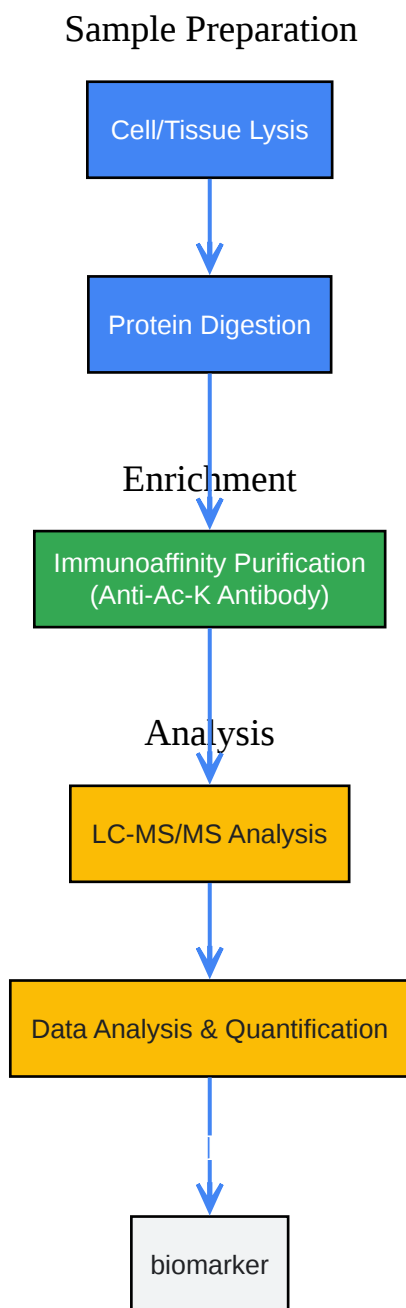 Sample Preparation
Cell/Tissue Lysis
Protein Digestion
Enrichment
Immunoaffinity Purification
(Anti-Ac-K Antibody)
Analysis
LC-MS/MS Analysis
Data Analysis & Quantification
biomarker